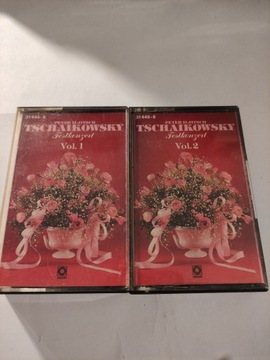 PETER ILJITSCH
TSCHAIKOWSKY
Festkonzert
Vol. 1
PETER ILJITSCH
TSCHAIKOWSKY
Festkonzert
Vol. 2